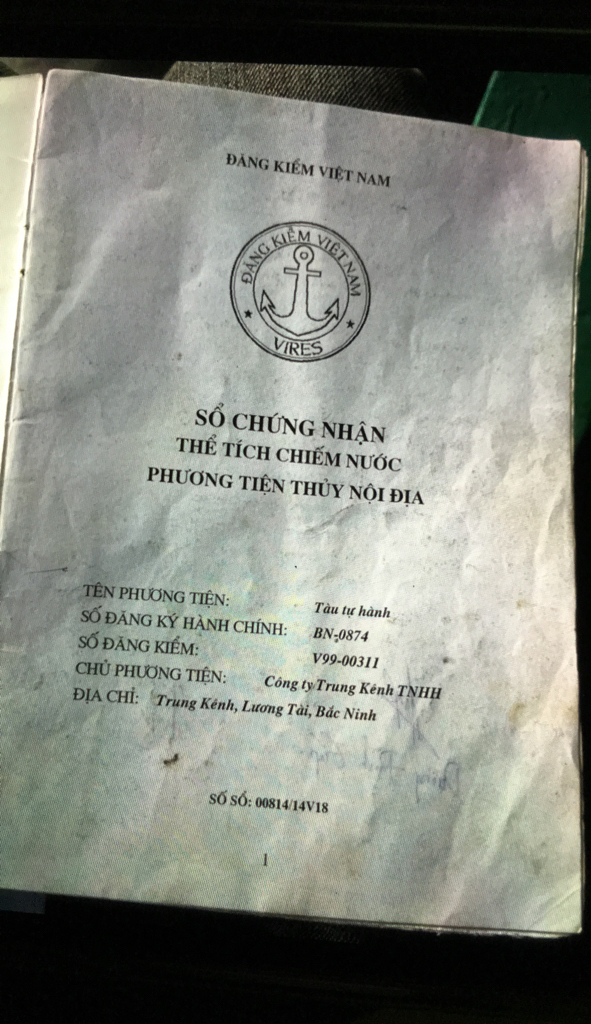 ĐĂNG KIỂM VIỆT NAM
ĐĂNG KIỂM VIỆT NAM
VIRES
SỔ CHỨNG NHẬN
THỂ TÍCH CHIẾM NƯỚC
PHƯƠNG TIỆN THỦY NỘI ĐỊA
TÊN PHƯƠNG TIỆN: Tàu tự hành
SỐ ĐĂNG KÝ HÀNH CHÍNH: BN-0874
SỐ ĐĂNG KIỂM: V99-00311
CHỦ PHƯƠNG TIỆN: Công ty Trung Kênh TNHH
ĐỊA CHỈ: Trung Kênh, Lương Tài, Bắc Ninh
SỐ SỔ: 00814/14V18
1